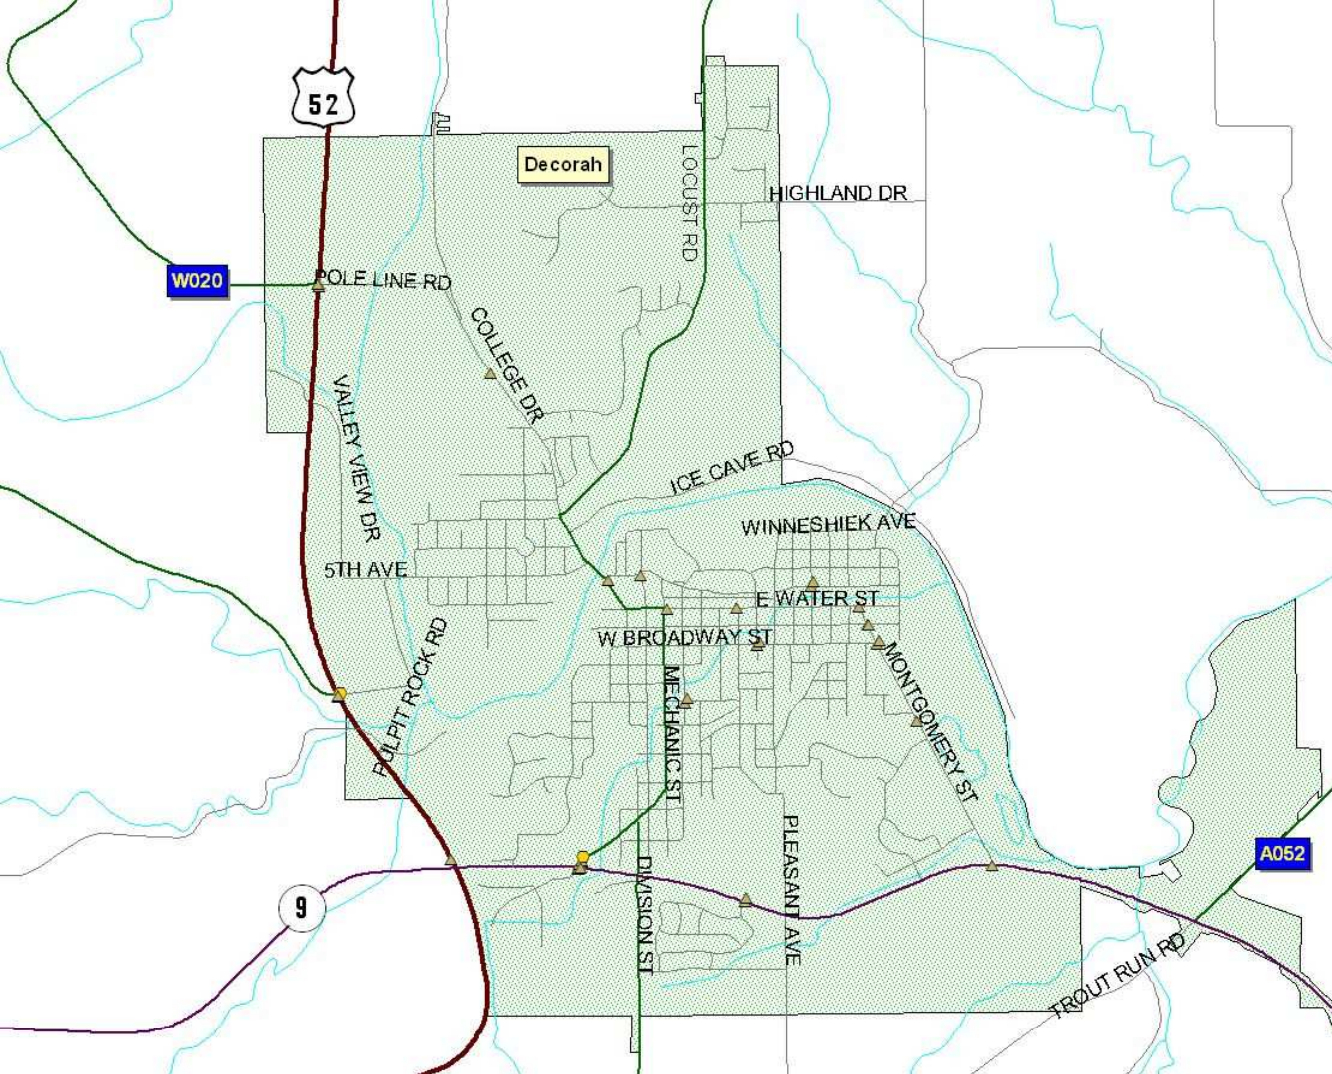 52
Decorah
LOCUST RD
HIGHLAND DR
W020
POLE LINE RD
COLLEGE DR
VALLEY VIEW DR
ICE CAVE RD
WINNESHIEK AVE
5TH AVE
E WATER ST
W BROADWAY ST
PULPIT ROCK RD
MECHANIC ST
MONTGOMERY ST
PLEASANT AVE
A052
DIVISION ST
9
TROUT RUN RD